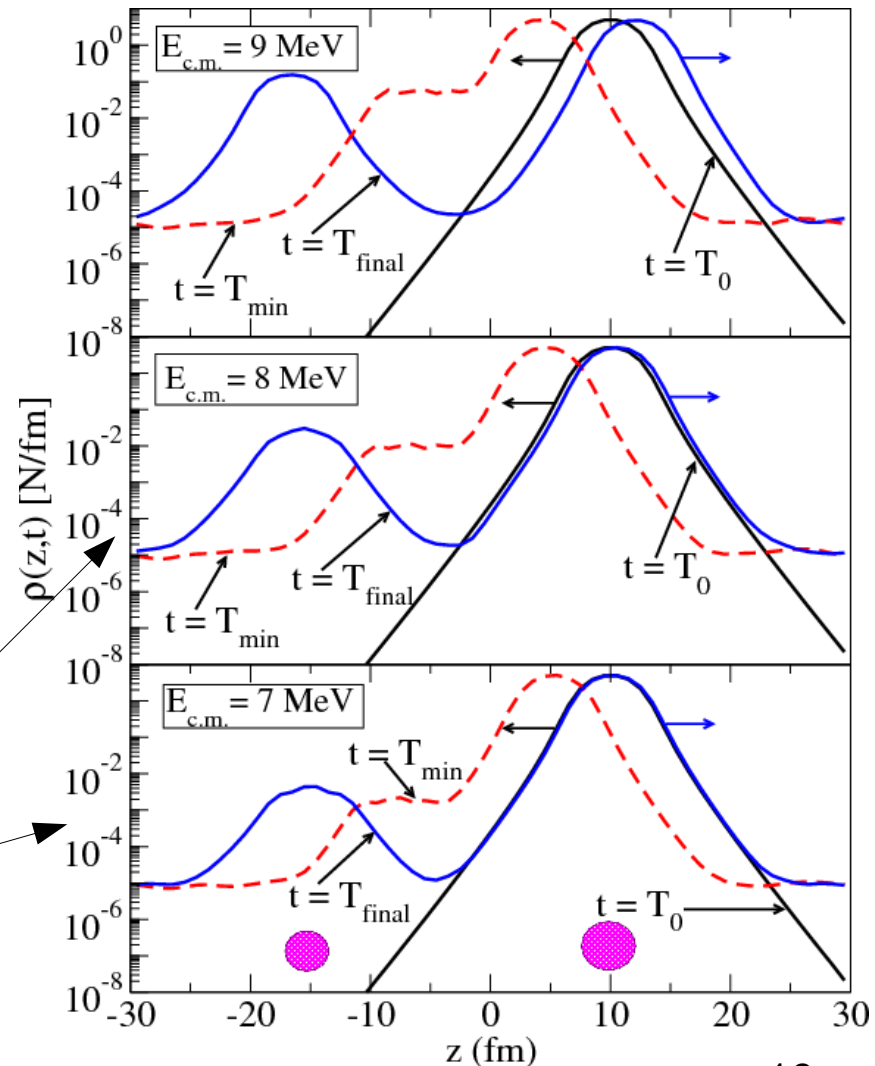 E_c.m. = 9 MeV
10^0
10^-2
10^-4
10^-6
10^-8
t = T_min
t = T_final
t = T_0
E_c.m. = 8 MeV
10^-2
10^-4
10^-6
10^-8
t = T_min
t = T_final
t = T_0
ρ(z,t) [N/fm]
E_c.m. = 7 MeV
10^-2
10^-4
10^-6
10^-8
t = T_min
t = T_final
t = T_0
-30 -20 -10 0 10 20 30
z (fm)